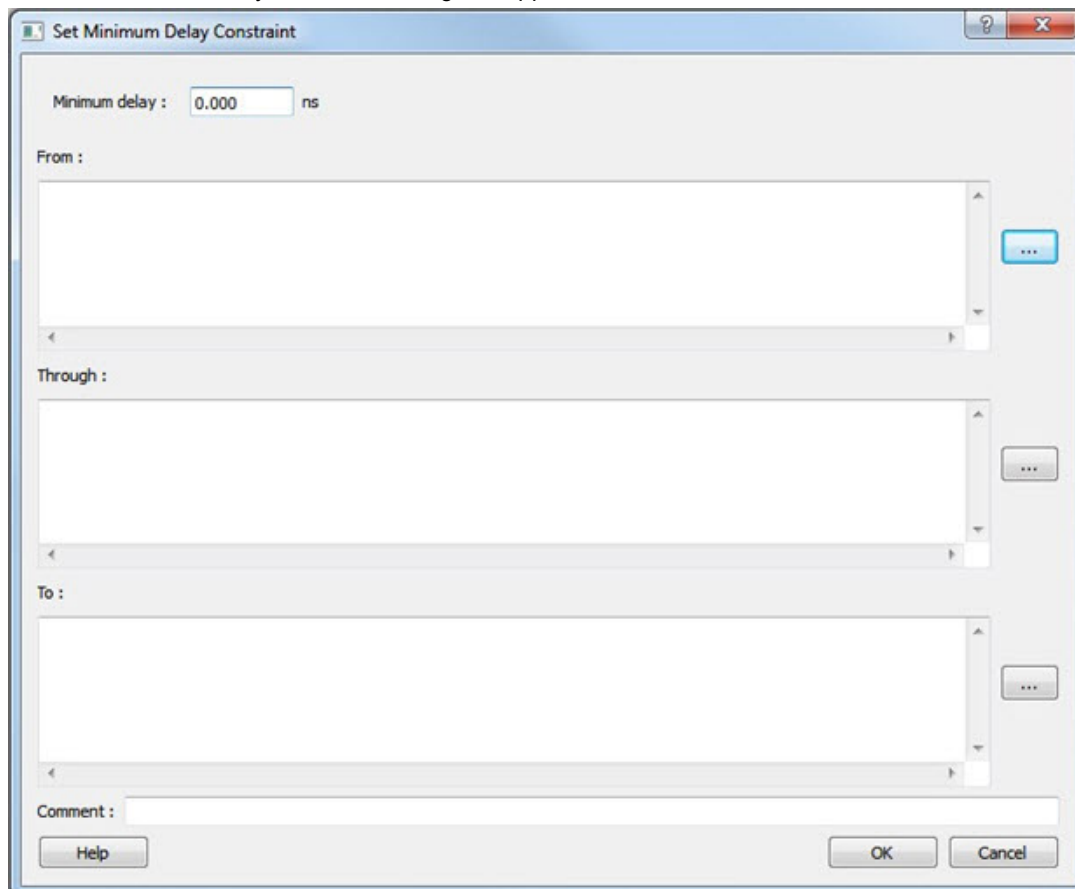 Set Minimum Delay Constraint
Minimum delay : 0.000 ns
From :
...
Through :
...
To :
...
Comment :
Help OK Cancel